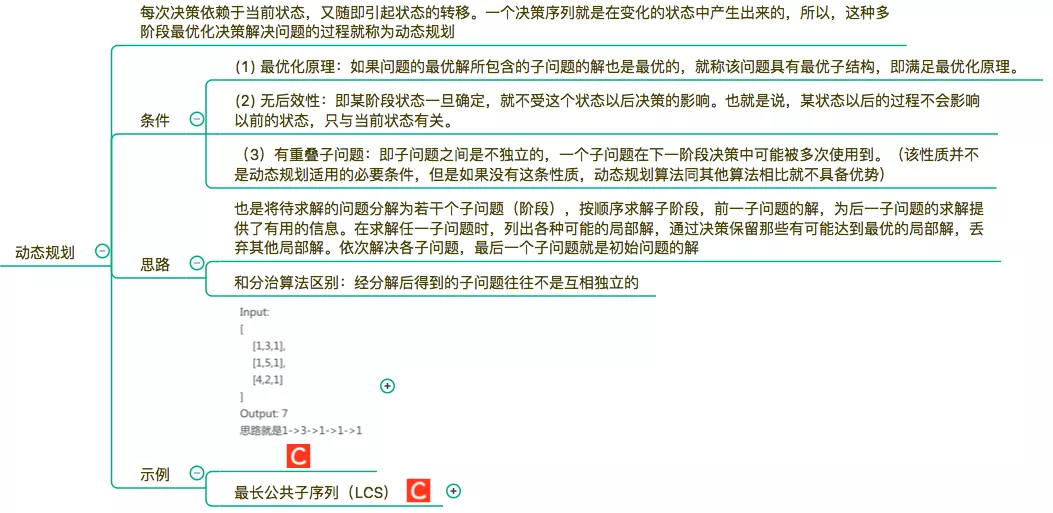 每次决策依赖于当前状态，又随即引起状态的转移。一个决策序列就是在变化的状态中产生出来的，所以，这种多
阶段最优化决策解决问题的过程就称为动态规划
(1) 最优化原理：如果问题的最优解所包含的子问题的解也是最优的，就称该问题具有最优子结构，即满足最优化原理。
条件
(2) 无后效性：即某阶段状态一旦确定，就不受这个状态以后决策的影响。也就是说，某状态以后的过程不会影响
以前的状态，只与当前状态有关。
（3）有重叠子问题：即子问题之间是不独立的，一个子问题在下一阶段决策中可能被多次使用到。（该性质并不
是动态规划适用的必要条件，但是如果没有这条性质，动态规划算法同其他算法相比就不具备优势）
动态规划
思路
也是将待求解的问题分解为若干个子问题（阶段），按顺序求解子阶段，前一子问题的解，为后一子问题的求解提
供了有用的信息。在求解任一子问题时，列出各种可能的局部解，通过决策保留那些有可能达到最优的局部解，丢
弃其他局部解。依次解决各子问题，最后一个子问题就是初始问题的解
和分治算法区别：经分解后得到的子问题往往不是互相独立的
Input:
[
[1,3,1],
[1,5,1],
[4,2,1]
]
Output: 7
思路就是1->3->1->1->1
C
示例
最长公共子序列（LCS）
C